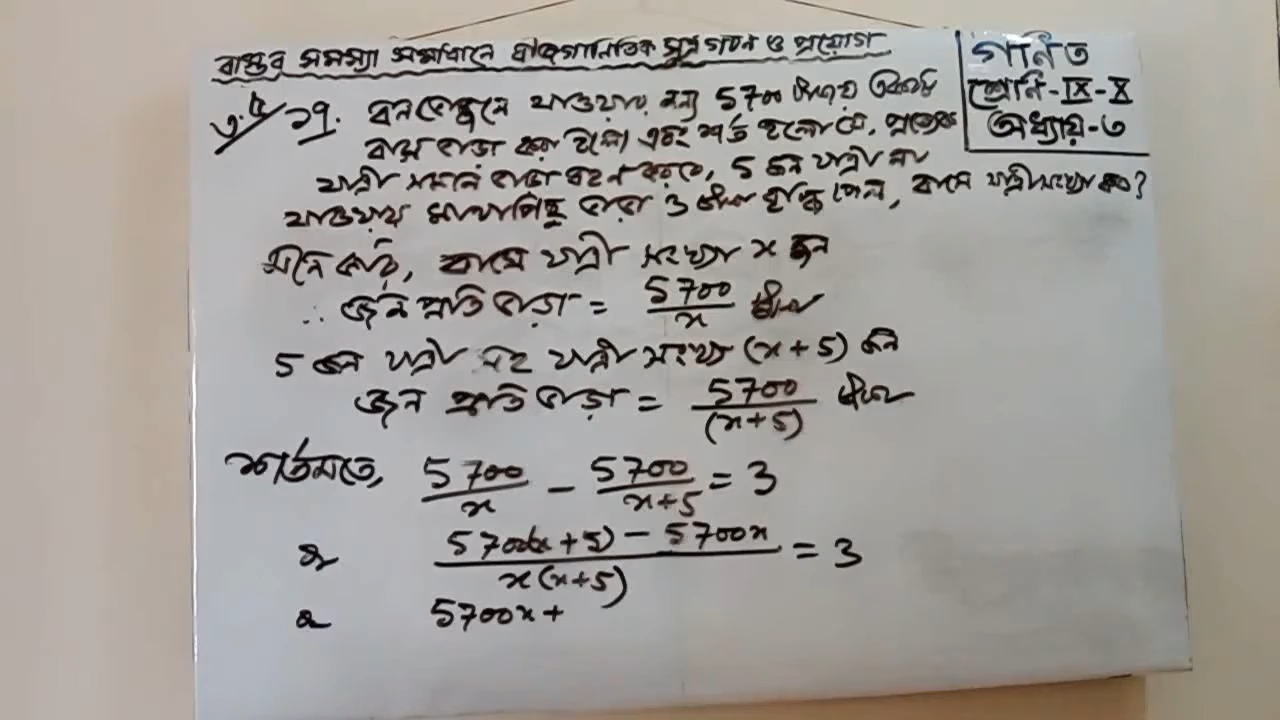 বাস্তব সমস্যা সমাধানে বীজগাণিতিক সূত্র গঠন ও প্রয়োগ
গণিত
শ্রেণি-IX-X
অধ্যায়-৩
৩.৫/১৭. বনভোজনে যাওয়ার জন্য 5700 টাকায় একটি
বাস ভাড়া করা হলো এবং শর্ত হলো যে, প্রত্যেক
যাত্রী সমান ভাড়া বহন করবে, 5 জন যাত্রী না
যাওয়ায় মাথাপিছু ভাড়া 3 টাকা বৃদ্ধি পেল, বাসে যাত্রী সংখ্যা কত?
মনে করি, বাসে যাত্রী সংখ্যা x জন
∴ জন প্রতি ভাড়া = 5700/x টাকা
5 জন যাত্রী সহ যাত্রী সংখ্যা (x+5) জন
জন প্রতি ভাড়া = 5700/(x+5) টাকা
শর্তমতে, 5700/x − 5700/x+5 = 3
বা 5700(x+5) − 5700x / x(x+5) = 3
বা 5700x +